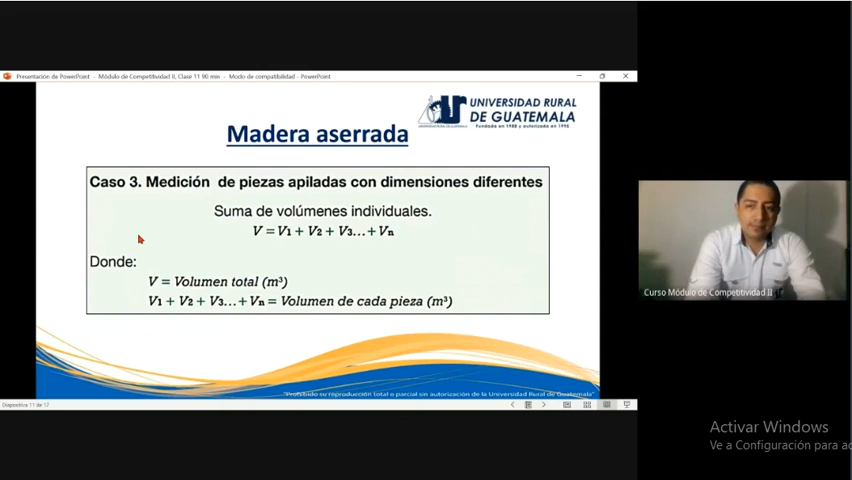 Presentación de PowerPoint - Módulo de Competitividad II, Clase 11 90 min - Modo de compatibilidad - PowerPoint
UNIVERSIDAD RURAL
DE GUATEMALA
Fundada en 1988 y autorizada en 1995
Madera aserrada
Caso 3. Medición de piezas apiladas con dimensiones diferentes
Suma de volúmenes individuales.
V = V1 + V2 + V3...+ Vn
Donde:
V = Volumen total (m³)
V1 + V2 + V3...+ Vn = Volumen de cada pieza (m³)
"Prohibido su reproducción total o parcial sin autorización de la Universidad Rural de Guatemala"
Diapositiva 11 de 17
Curso Módulo de Competitividad II
Activar Windows
Ve a Configuración para ac